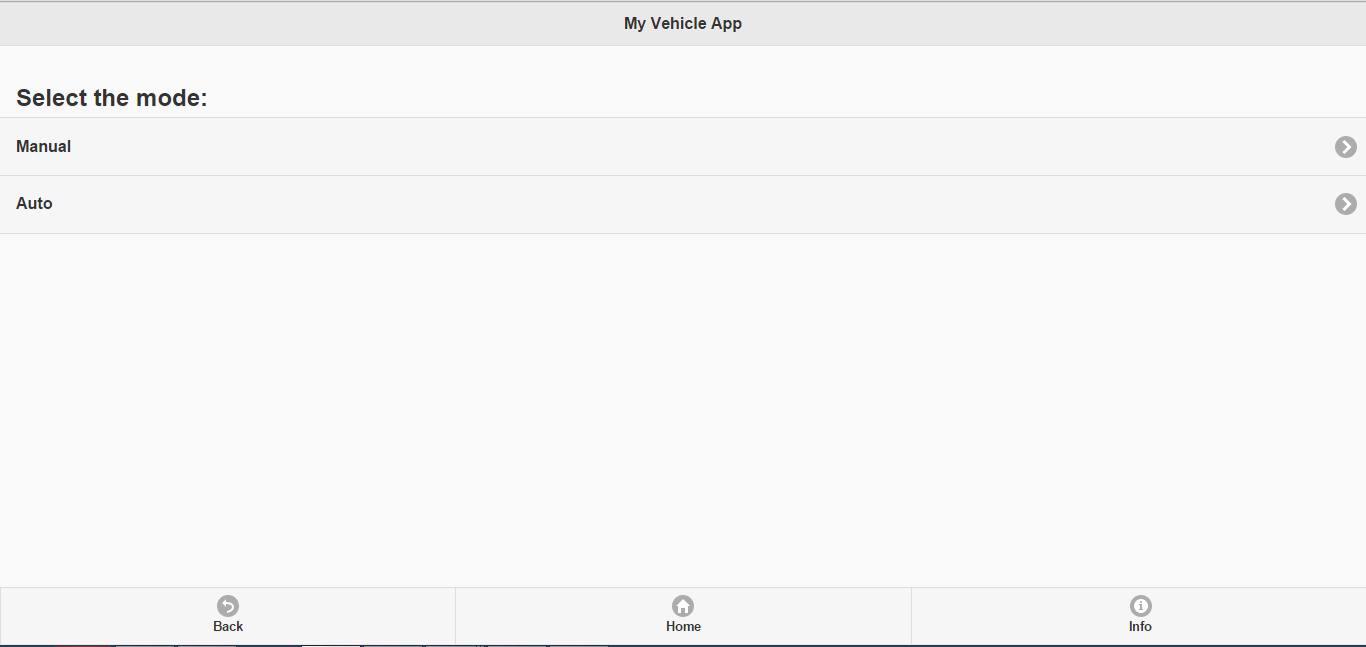 My Vehicle App
Select the mode:
Manual
Auto
Back
Home
Info